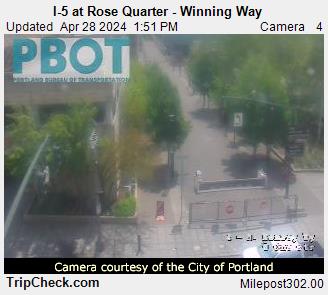 I-5 at Rose Quarter - Winning Way
Updated Apr 28 2024 1:51 PM Camera 4
PBOT
PORTLAND BUREAU OF TRANSPORTATION
Camera courtesy of the City of Portland
TripCheck.com Milepost302.00